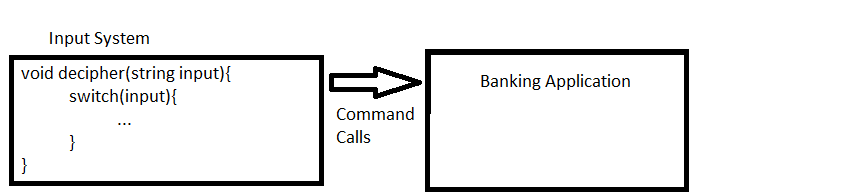 Input System
void decipher(string input){
switch(input){
...
}
}
Command
Calls
Banking Application